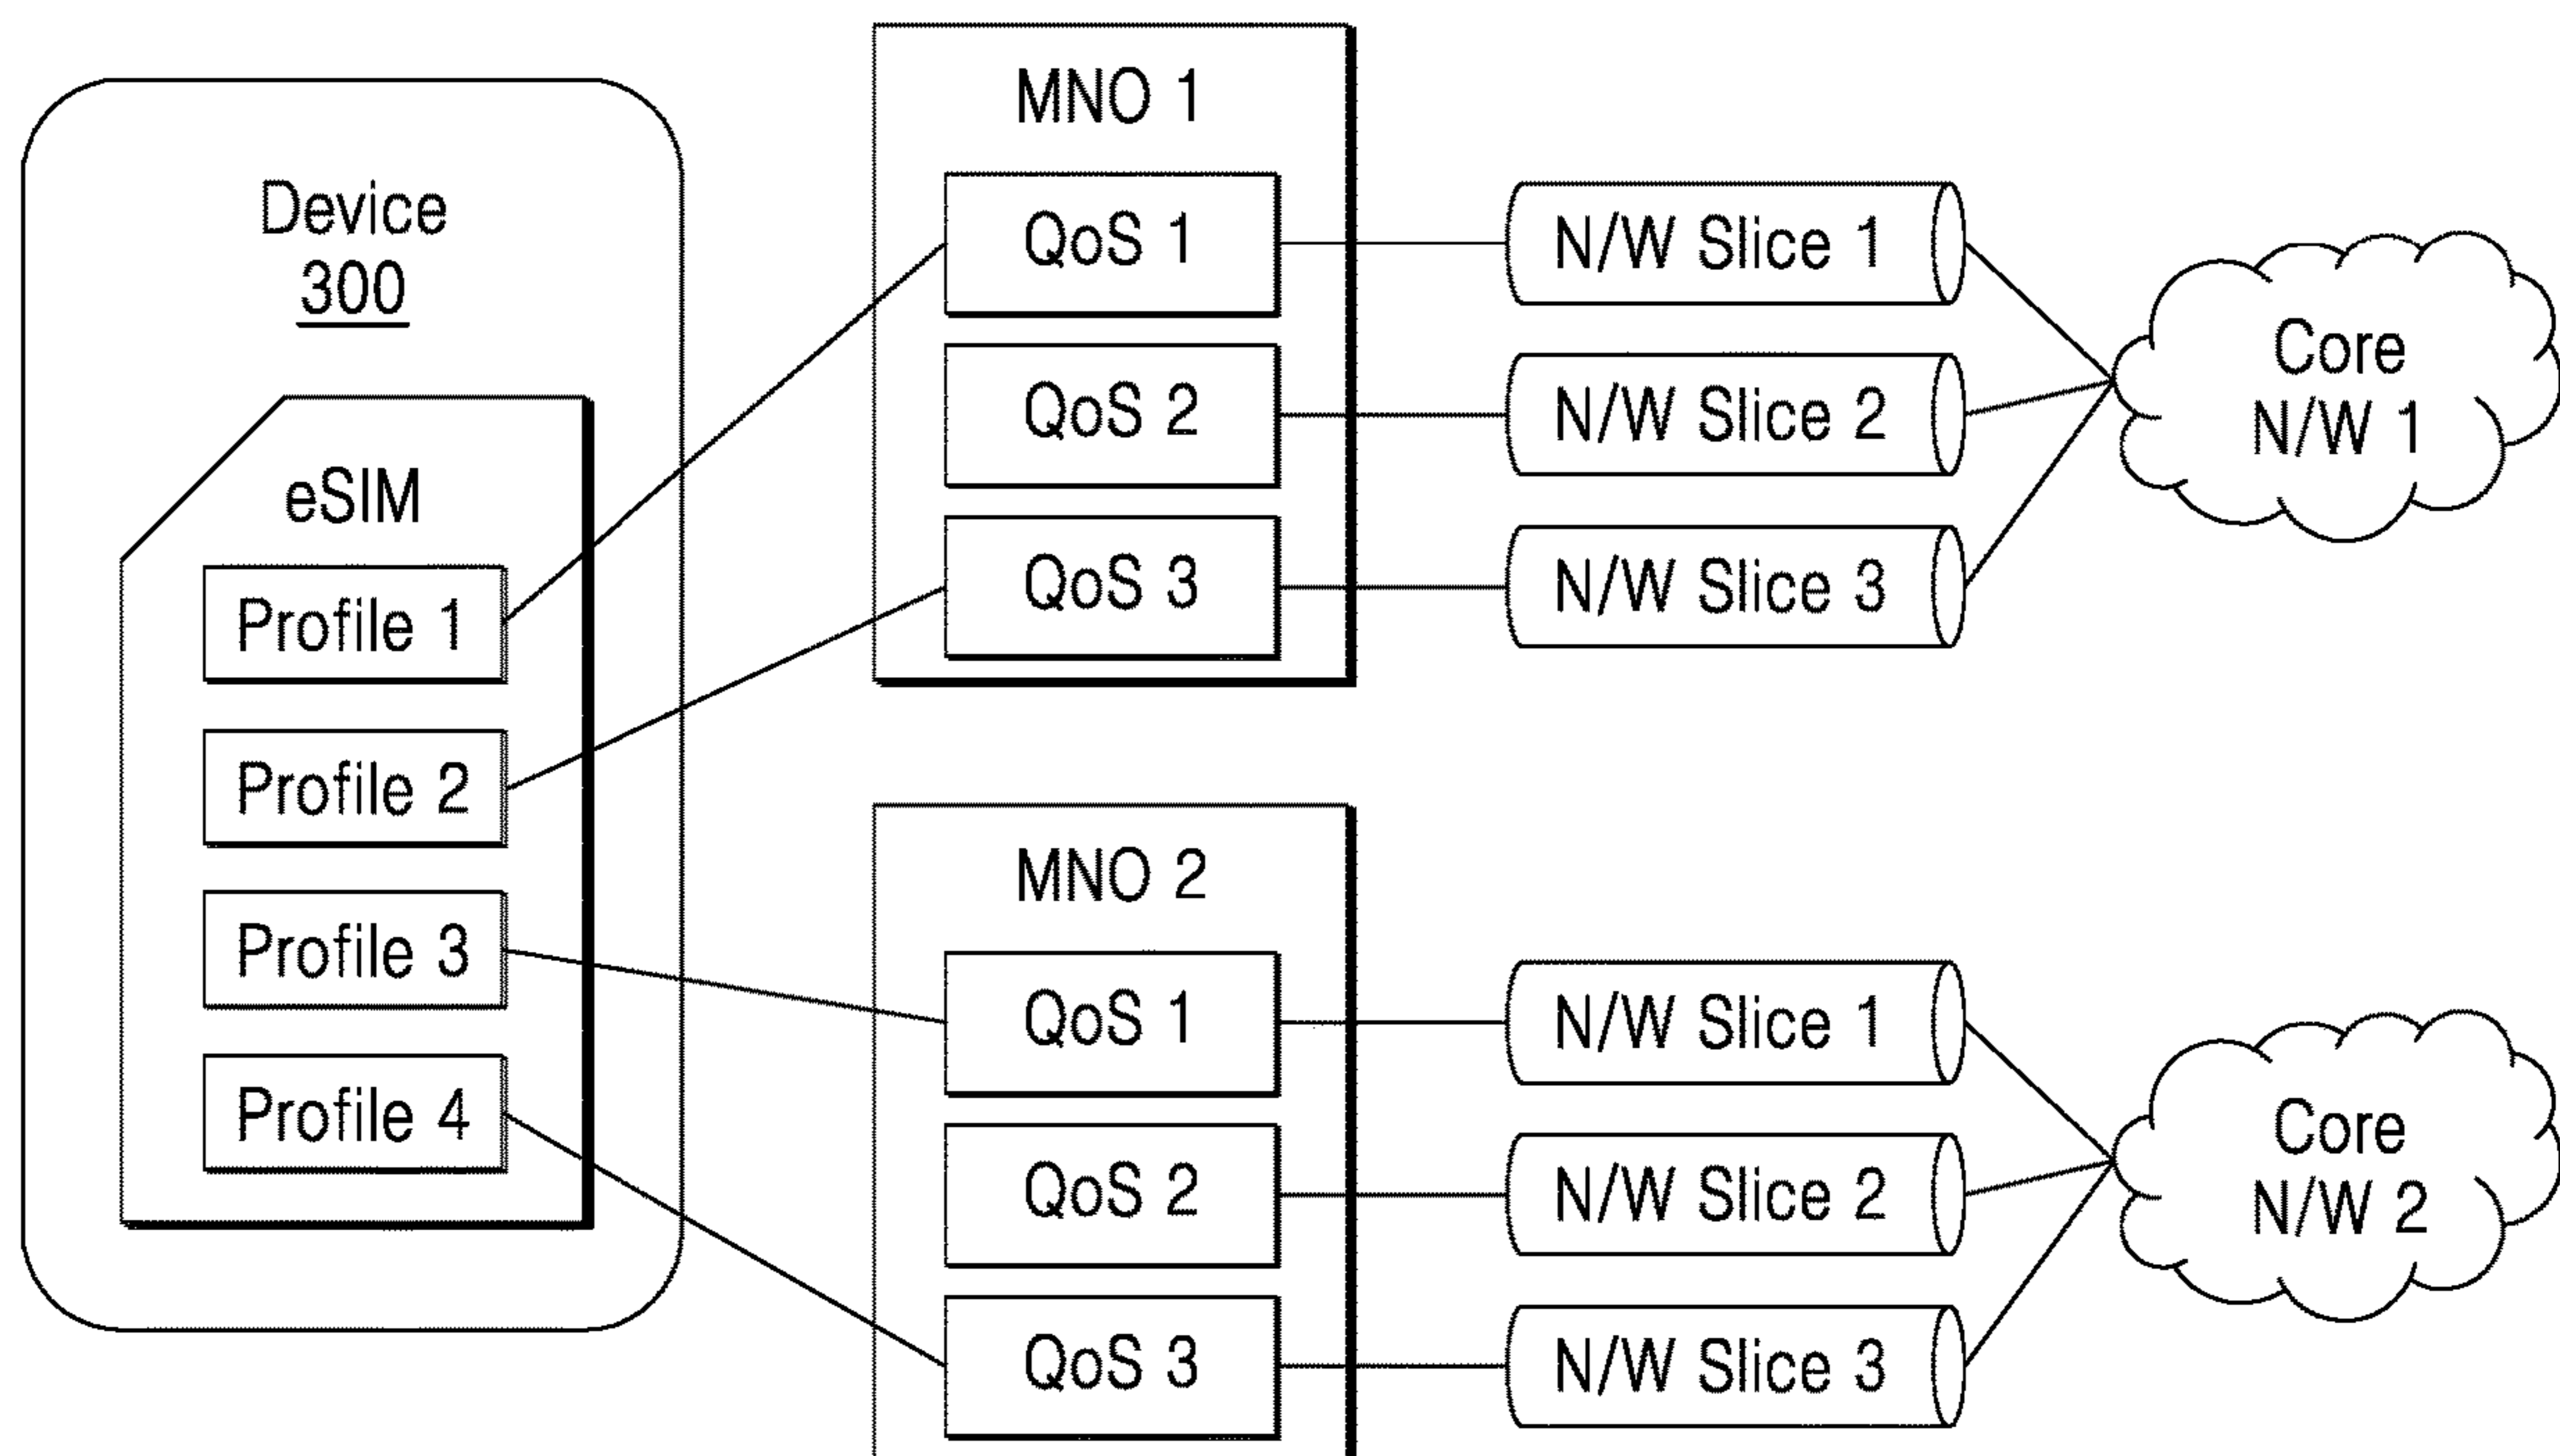 Device
300
eSIM
Profile 1
Profile 2
Profile 3
Profile 4
MNO 1
QoS 1
QoS 2
QoS 3
N/W Slice 1
N/W Slice 2
N/W Slice 3
Core
N/W 1
MNO 2
QoS 1
QoS 2
QoS 3
N/W Slice 1
N/W Slice 2
N/W Slice 3
Core
N/W 2